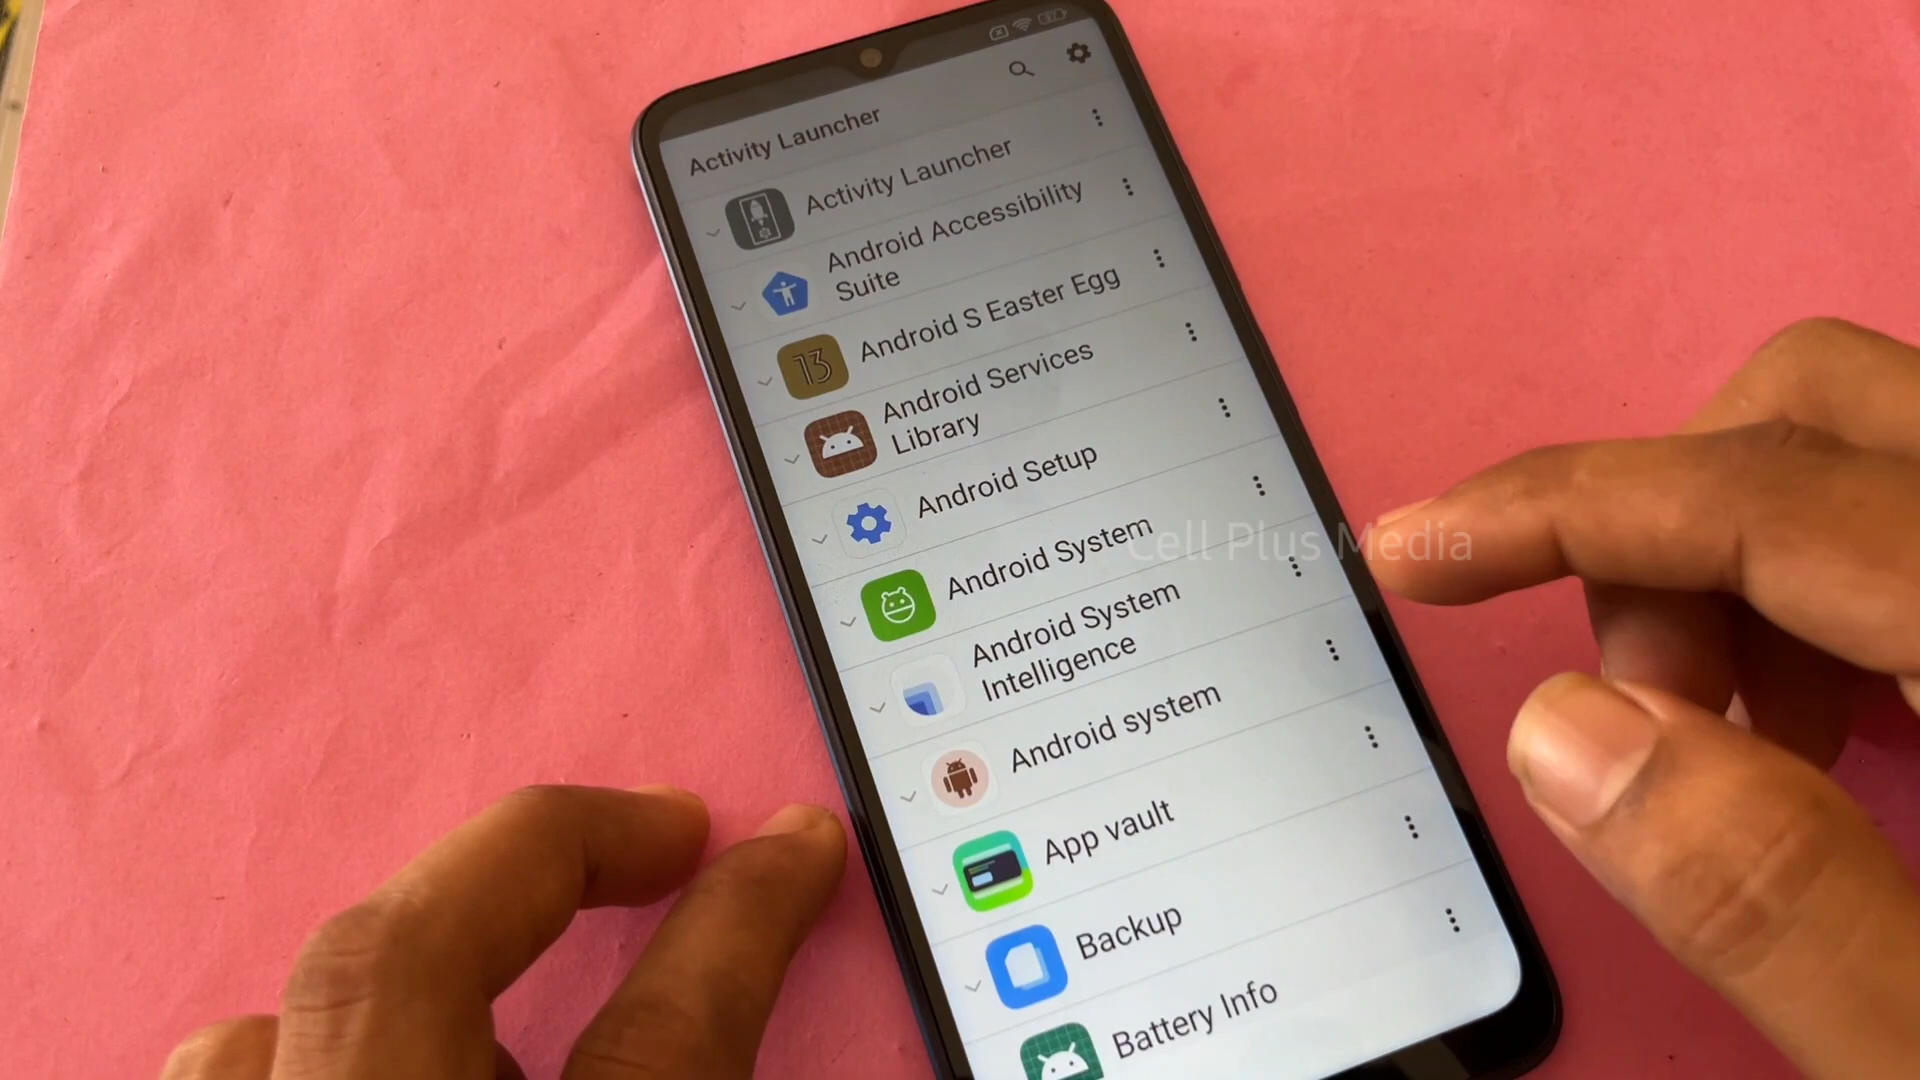 Activity Launcher
Activity Launcher
Android Accessibility
Suite
Android S Easter Egg
13
Android Services
Library
Android Setup
Android System
Cell Plus Media
Android System
Intelligence
Android system
App vault
Backup
Battery Info